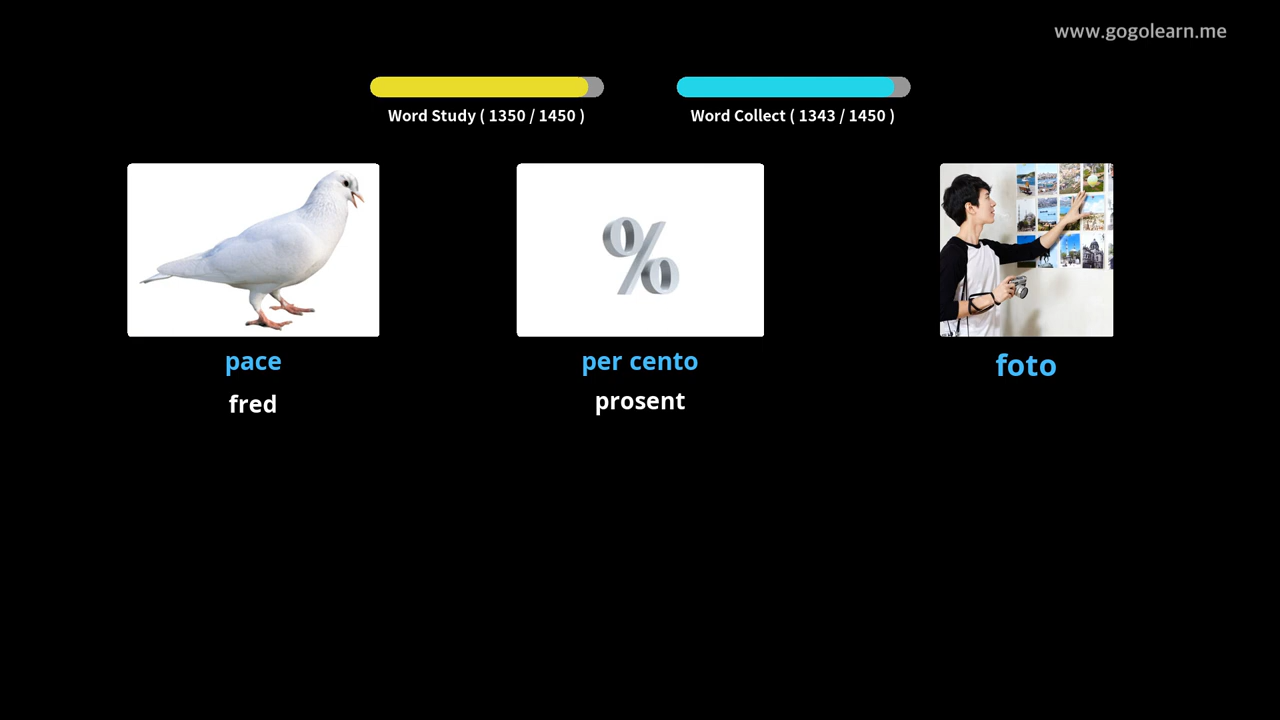 www.gogolearn.me
Word Study ( 1350 / 1450 )
Word Collect ( 1343 / 1450 )
pace
per cento
foto
fred
prosent